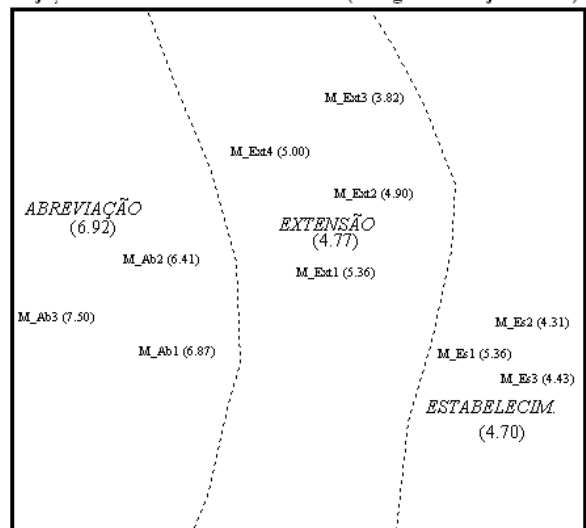 M_Ext3 (3.82)
M_Ext4 (5.00)
M_Ext2 (4.90)
ABREVIAÇÃO
(6.92)
EXTENSÃO
(4.77)
M_Ab2 (6.41)
M_Ext1 (5.36)
M_Ab3 (7.50)
M_Es2 (4.31)
M_Ab1 (6.87)
M_Es1 (5.36)
M_Es3 (4.43)
ESTABELECIM.
(4.70)